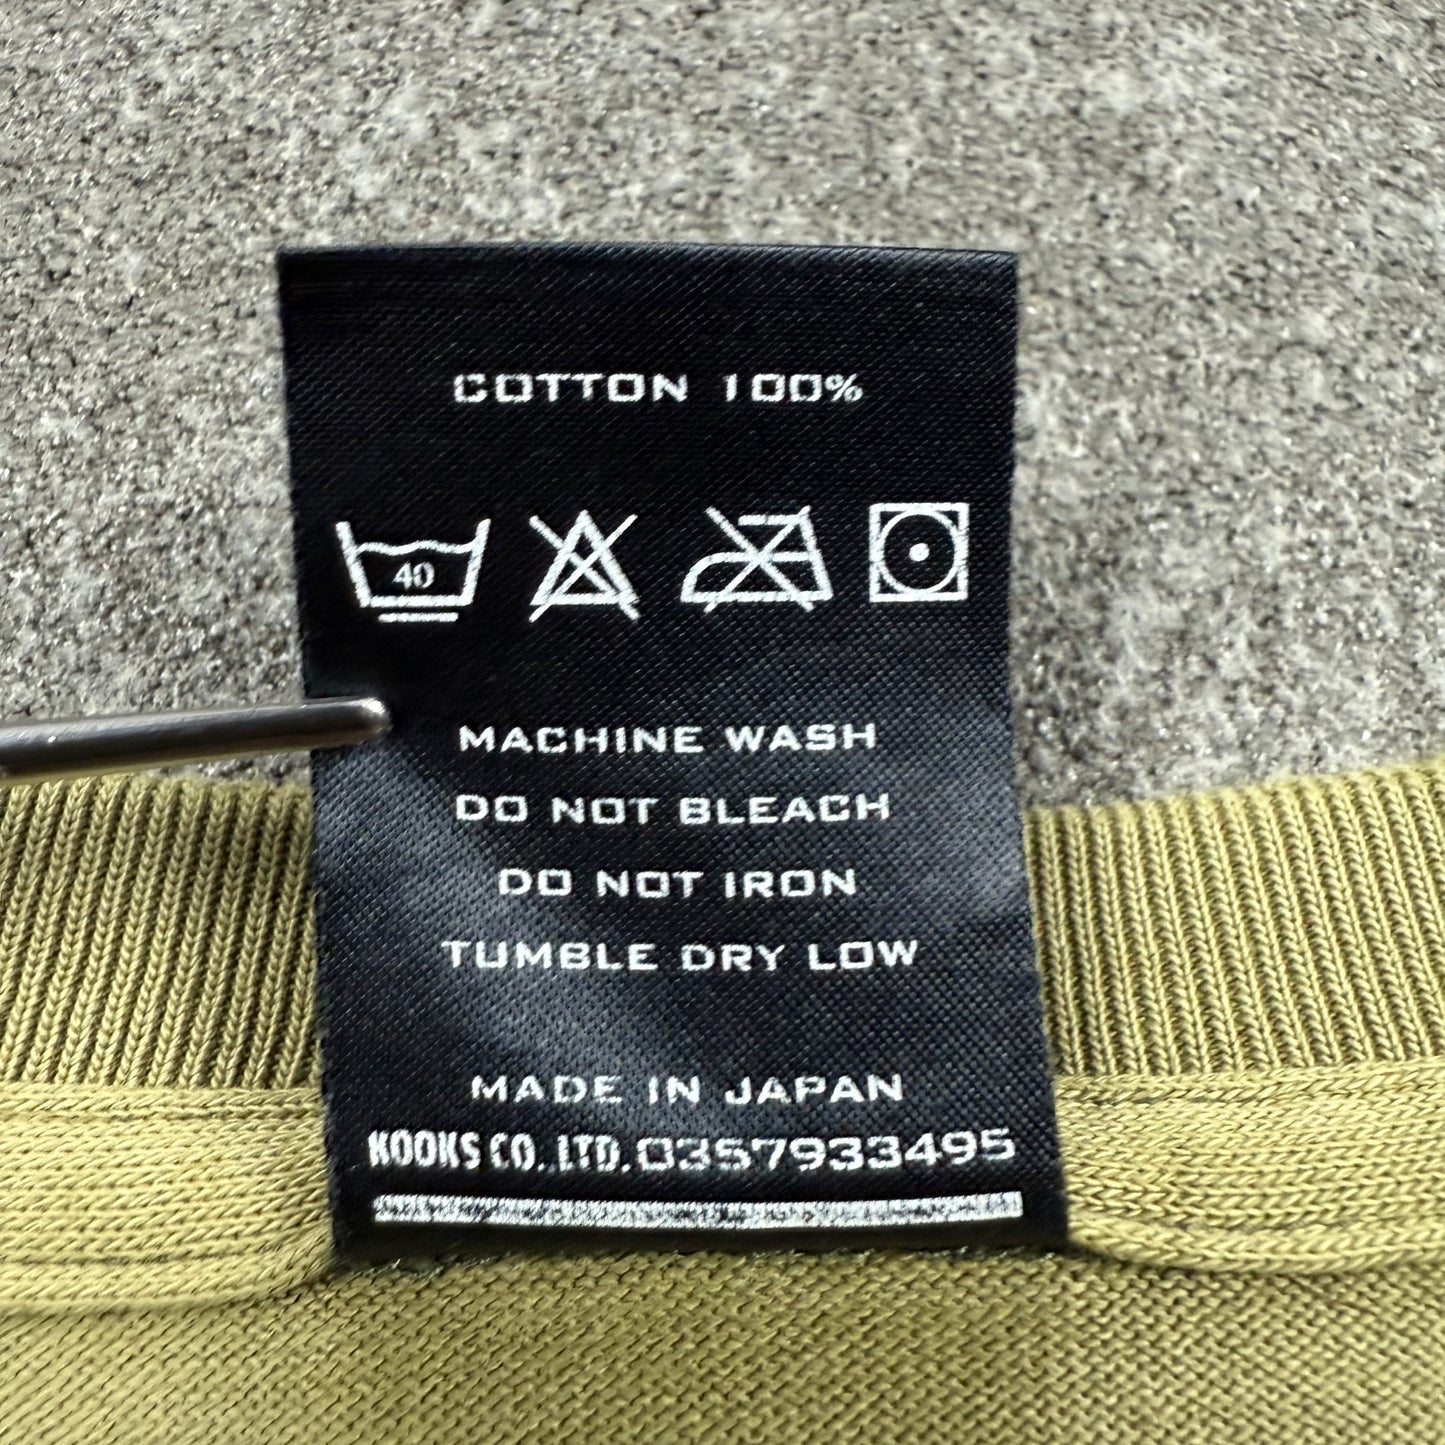 COTTON 100%
40
MACHINE WASH
DO NOT BLEACH
DO NOT IRON
TUMBLE DRY LOW
MADE IN JAPAN
KOOKS CO.,LTD.0357933495